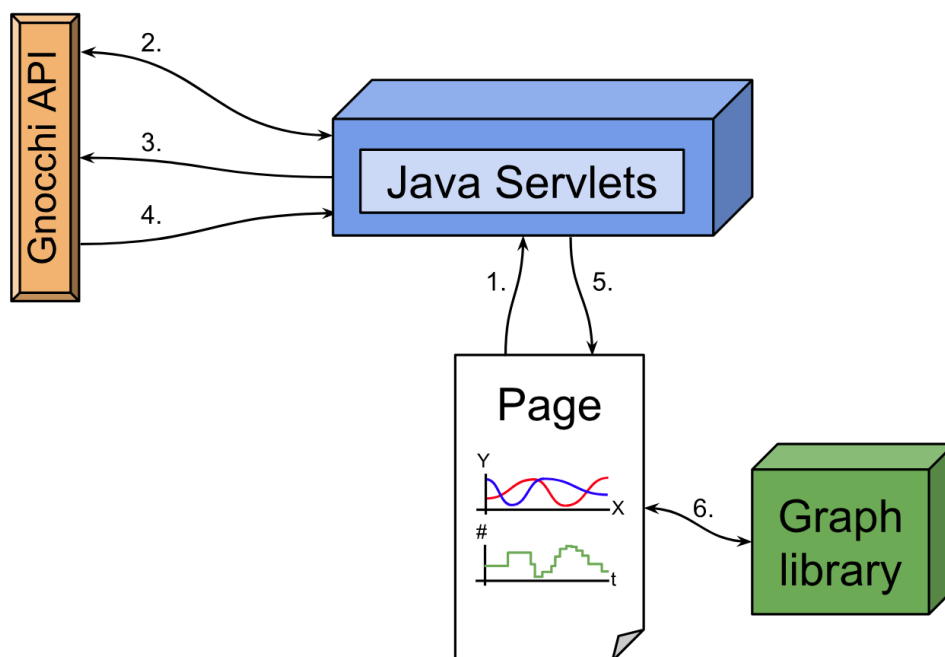 Gnocchi API
2.
3.
4.
Java Servlets
1.
5.
Page
Y
X
#
t
6.
Graph
library